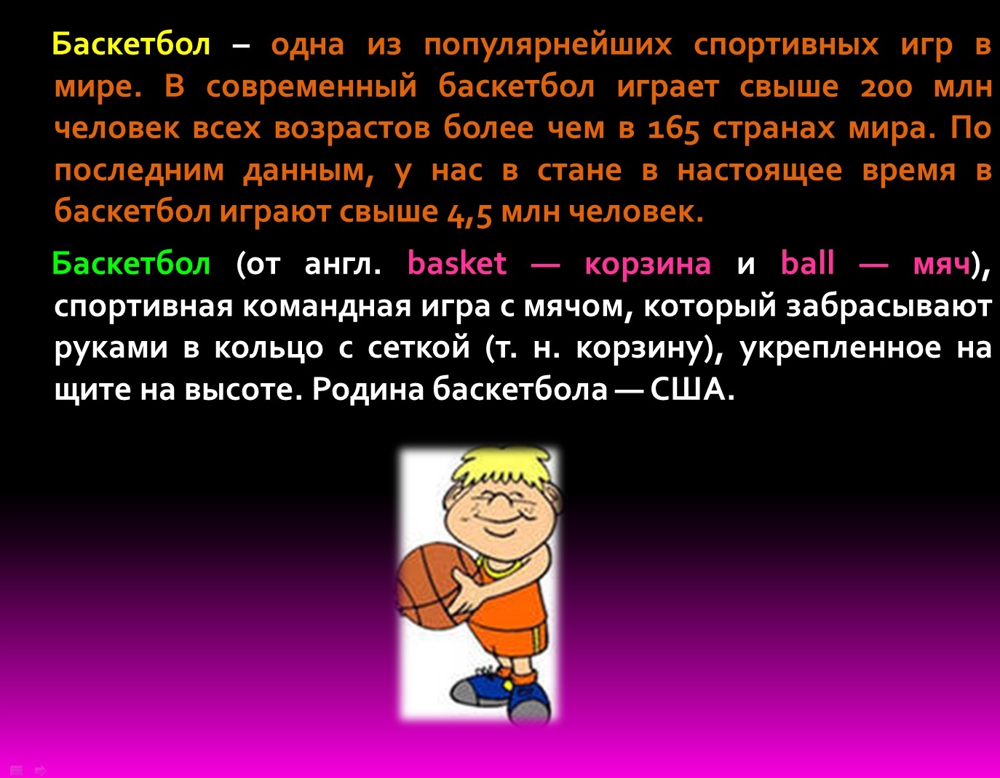 Баскетбол – одна из популярнейших спортивных игр в
мире. В современный баскетбол играет свыше 200 млн
человек всех возрастов более чем в 165 странах мира. По
последним данным, у нас в стане в настоящее время в
баскетбол играют свыше 4,5 млн человек.
Баскетбол (от англ. basket — корзина и ball — мяч),
спортивная командная игра с мячом, который забрасывают
руками в кольцо с сеткой (т. н. корзину), укрепленное на
щите на высоте. Родина баскетбола — США.